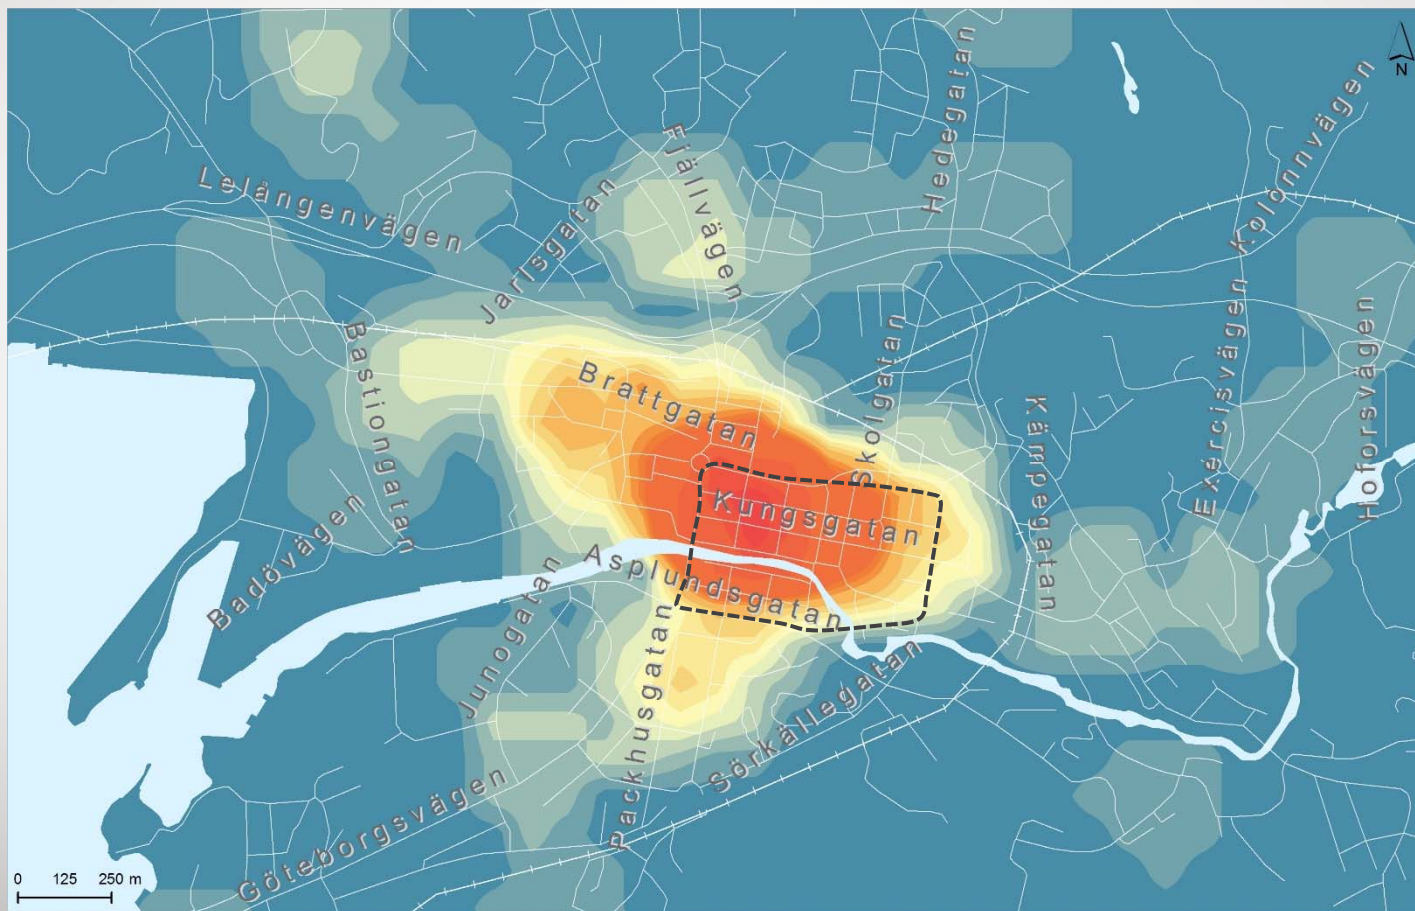 Hedegatan
N
Kolonnvägen
Fjällvägen
Lelängenvägen
Jarlsgatan
Bastiongatan
Brattgatan
Skolgatan
Exercisvägen
Hoforsvägen
Kämpegatan
Kungsgatan
Badövägen
Asplundsgatan
Junogatan
Packhusgatan
Sörkällegatan
Göteborgsvägen
0 125 250 m